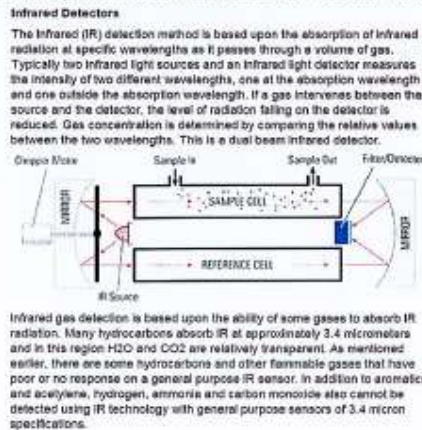 Infrared Detectors
The Infrared (IR) detection method is based upon the absorption of infrared
radiation at specific wavelengths as it passes through a volume of gas.
Typically two infrared light sources and an infrared light detector measures
the intensity of two different wavelengths, one at the absorption wavelength
and one outside the absorption wavelength. If a gas intervenes between the
source and the detector, the level of radiation falling on the detector is
reduced. Gas concentration is determined by comparing the relative values
between the two wavelengths. This is a dual beam infrared detector.
Chopper Motor Sample In Sample Out Filter/Detector
MIRROR SAMPLE CELL MIRROR
REFERENCE CELL
IR Source
Infrared gas detection is based upon the ability of some gases to absorb IR
radiation. Many hydrocarbons absorb IR at approximately 3.4 micrometers
and in this region H2O and CO2 are relatively transparent. As mentioned
earlier, there are some hydrocarbons and other flammable gases that have
poor or no response on a general purpose IR sensor. In addition to aromatics
and acetylene, hydrogen, ammonia and carbon monoxide also cannot be
detected using IR technology with general purpose sensors of 3.4 micron
specifications.